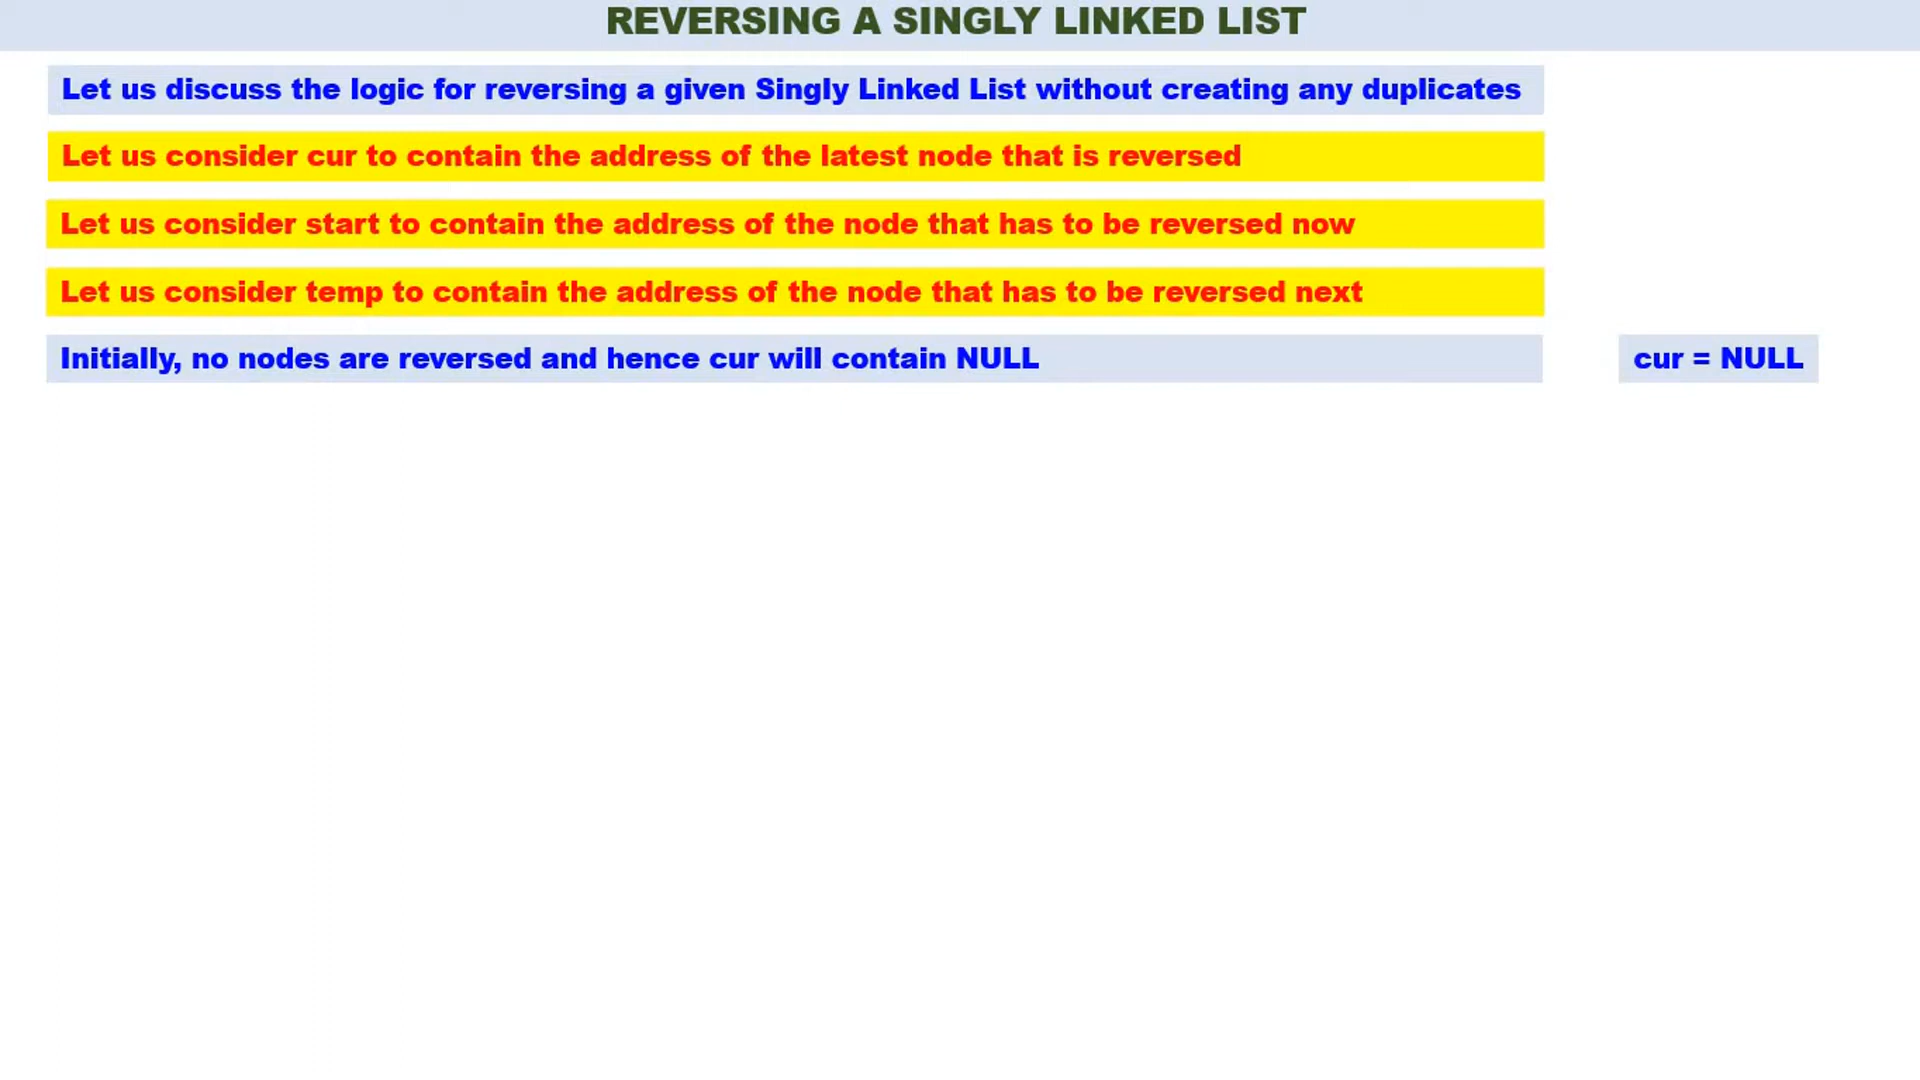 REVERSING A SINGLY LINKED LIST
Let us discuss the logic for reversing a given Singly Linked List without creating any duplicates
Let us consider cur to contain the address of the latest node that is reversed
Let us consider start to contain the address of the node that has to be reversed now
Let us consider temp to contain the address of the node that has to be reversed next
Initially, no nodes are reversed and hence cur will contain NULL
cur = NULL